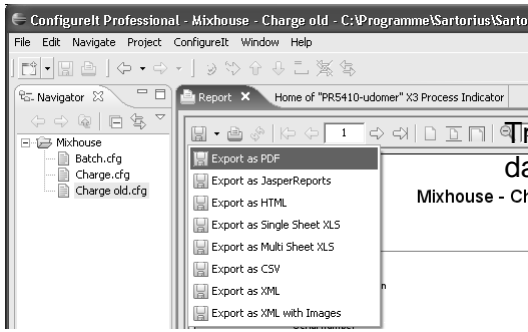 ConfigureIt Professional - Mixhouse - Charge old - C:\Programme\Sartorius\Sarto
File Edit Navigate Project ConfigureIt Window Help
Navigator
Report Home of "PR5410-udomer" X3 Process Indicator
1
Mixhouse
Batch.cfg
Charge.cfg
Charge old.cfg
Export as PDF
Export as JasperReports
Export as HTML
Export as Single Sheet XLS
Export as Multi Sheet XLS
Export as CSV
Export as XML
Export as XML with Images
da
Mixhouse - Ch